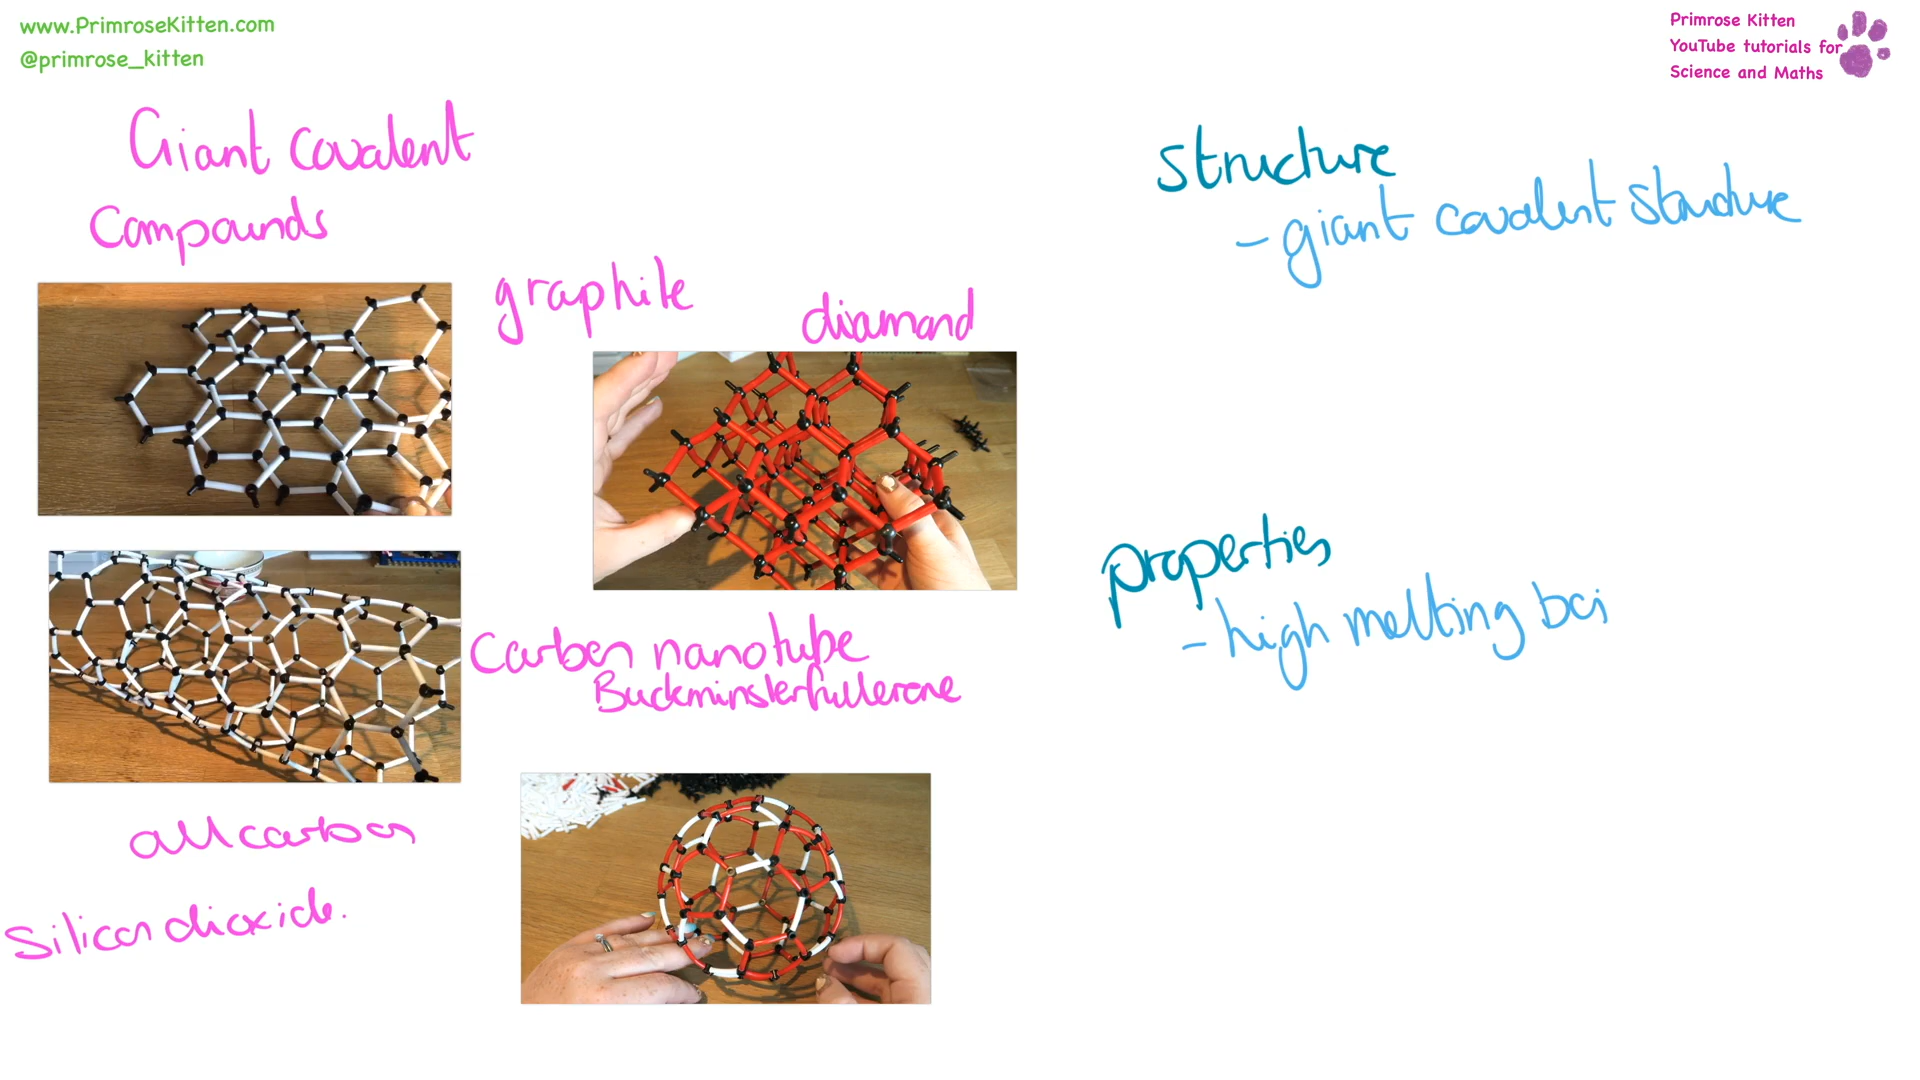 www.PrimroseKitten.com
@primrose_kitten
Primrose Kitten
YouTube tutorials for
Science and Maths
Giant Covalent
Compounds
graphite
diamond
Carbon nanotube
Buckminsterfullerene
all carbon
Silicon dioxide.
Structure
- giant covalent structure
properties
- high melting boi